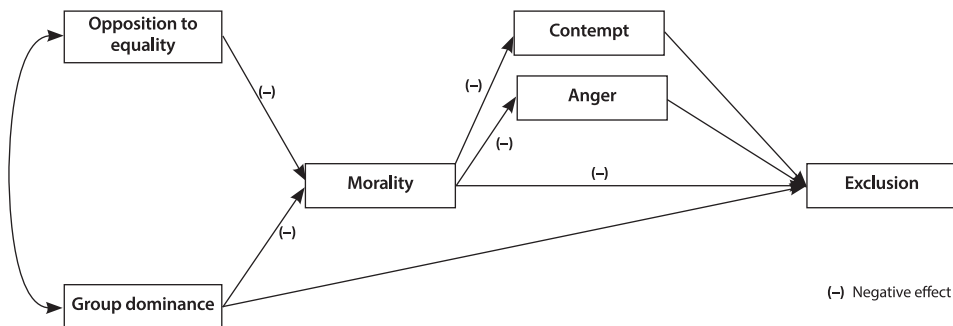 Opposition to
equality
Contempt
(–)
(–)
Anger
(–)
Morality
(–)
Exclusion
(–)
Group dominance
(–) Negative effect